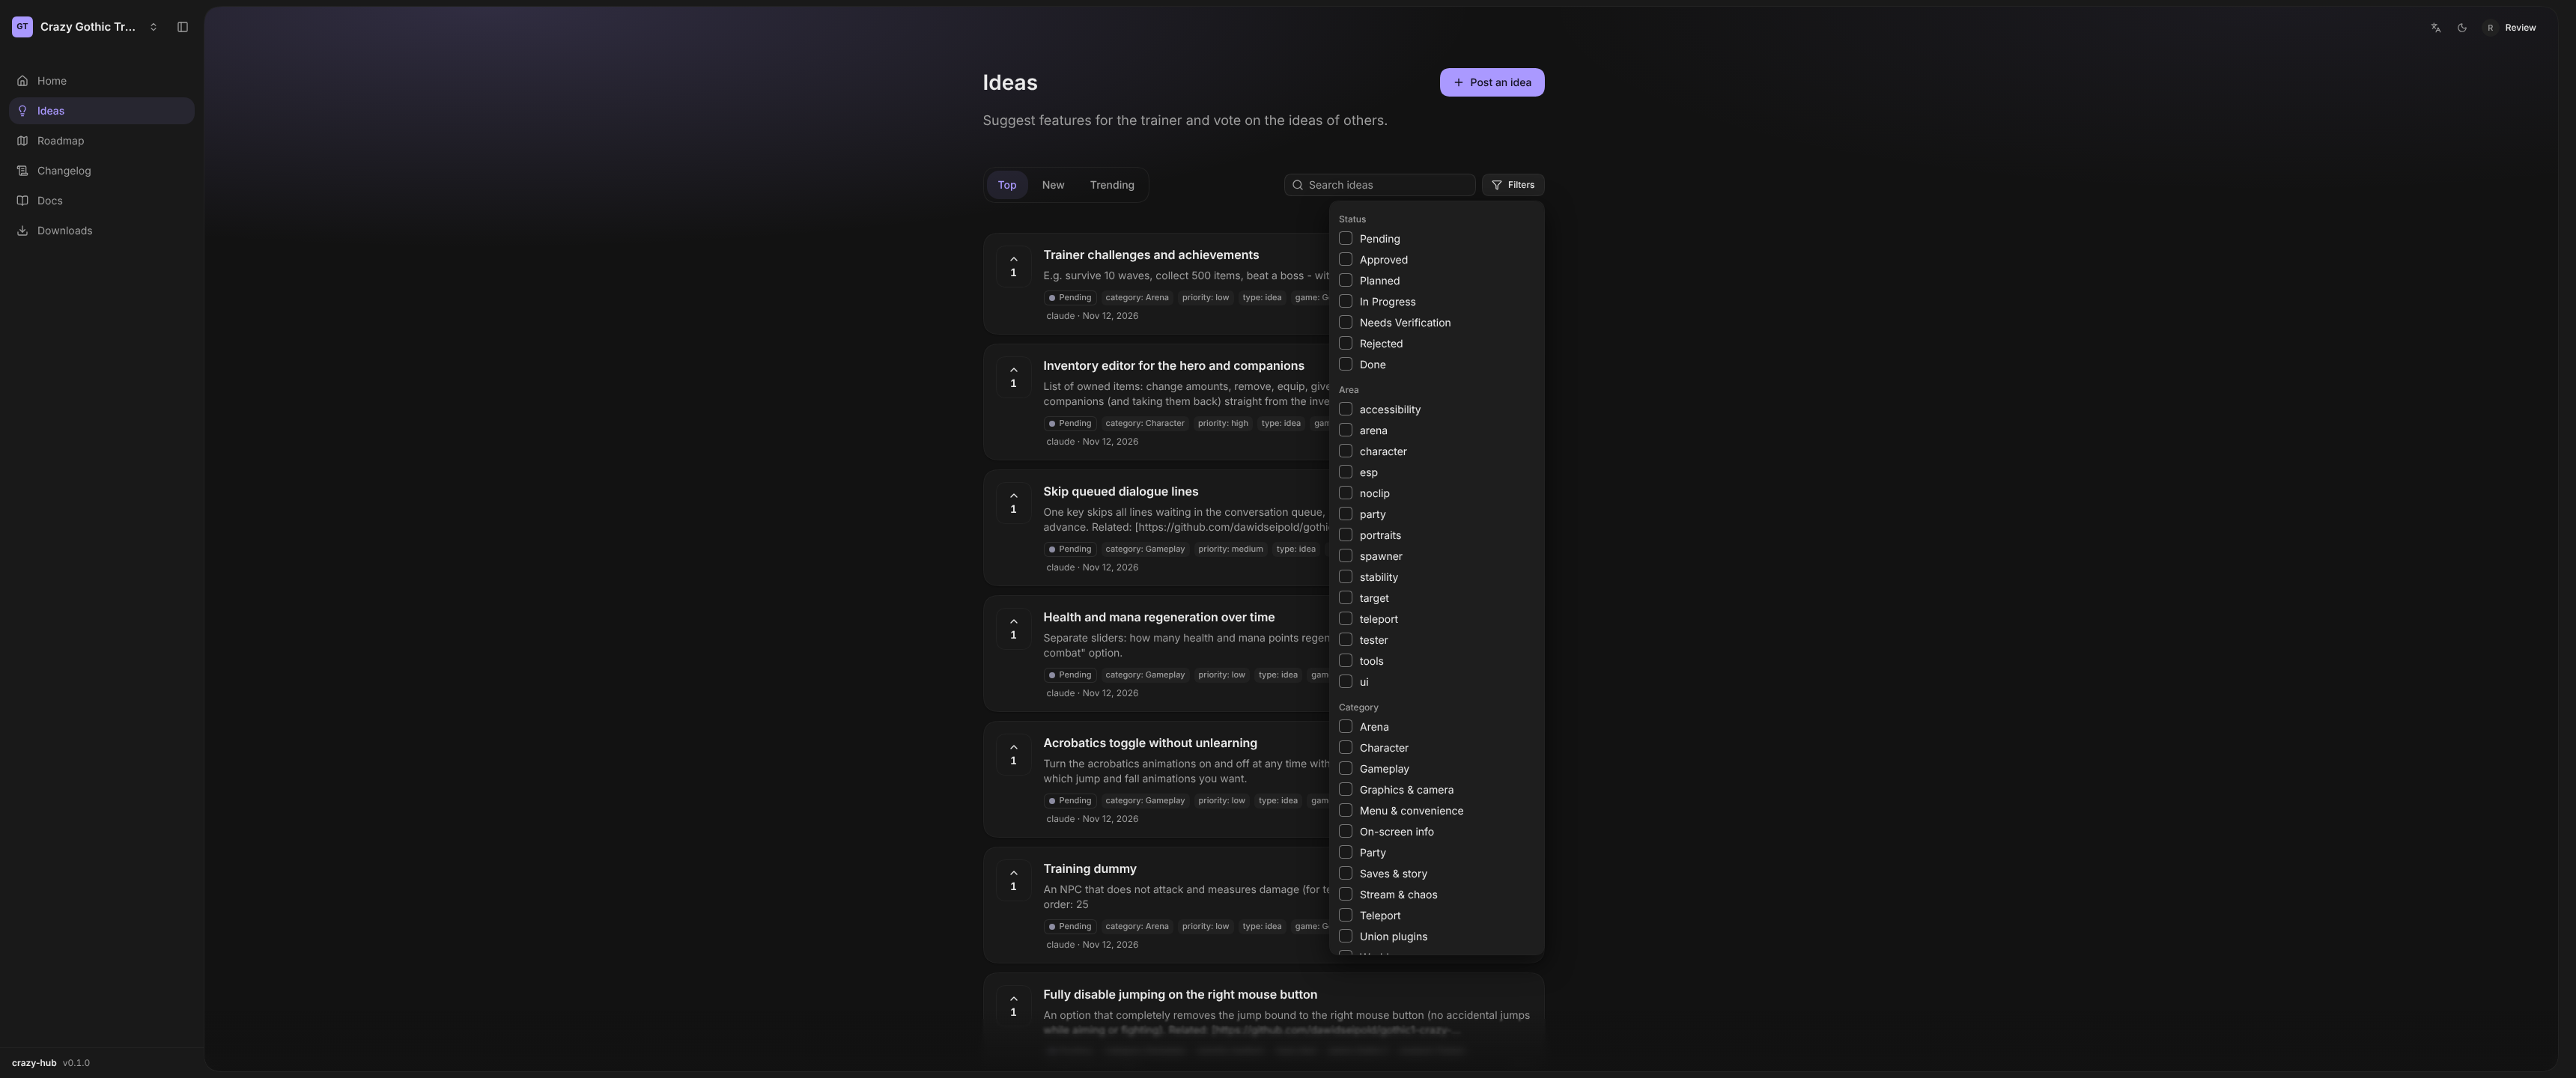 GT Crazy Gothic Tr...
Home
Ideas
Roadmap
Changelog
Docs
Downloads
crazy-hub v0.1.0
R Review
Ideas
Post an idea
Suggest features for the trainer and vote on the ideas of others.
Top New Trending
Search ideas
Filters
1
Trainer challenges and achievements
E.g. survive 10 waves, collect 500 items, beat a boss - wit
Pending category: Arena priority: low type: idea game: G
claude · Nov 12, 2026
1
Inventory editor for the hero and companions
List of owned items: change amounts, remove, equip, give
companions (and taking them back) straight from the inve
Pending category: Character priority: high type: idea gam
claude · Nov 12, 2026
1
Skip queued dialogue lines
One key skips all lines waiting in the conversation queue,
advance. Related: [https://github.com/dawidseipold/gothi
Pending category: Gameplay priority: medium type: idea
claude · Nov 12, 2026
1
Health and mana regeneration over time
Separate sliders: how many health and mana points regen
combat" option.
Pending category: Gameplay priority: low type: idea gam
claude · Nov 12, 2026
1
Acrobatics toggle without unlearning
Turn the acrobatics animations on and off at any time with
which jump and fall animations you want.
Pending category: Gameplay priority: low type: idea gam
claude · Nov 12, 2026
1
Training dummy
An NPC that does not attack and measures damage (for te
order: 25
Pending category: Arena priority: low type: idea game: G
claude · Nov 12, 2026
1
Fully disable jumping on the right mouse button
An option that completely removes the jump bound to the right mouse button (no accidental jumps
while aiming or fighting). Related: [https://github.com/dawidseipold/gothic1-crazy-...
Status
Pending
Approved
Planned
In Progress
Needs Verification
Rejected
Done
Area
accessibility
arena
character
esp
noclip
party
portraits
spawner
stability
target
teleport
tester
tools
ui
Category
Arena
Character
Gameplay
Graphics & camera
Menu & convenience
On-screen info
Party
Saves & story
Stream & chaos
Teleport
Union plugins